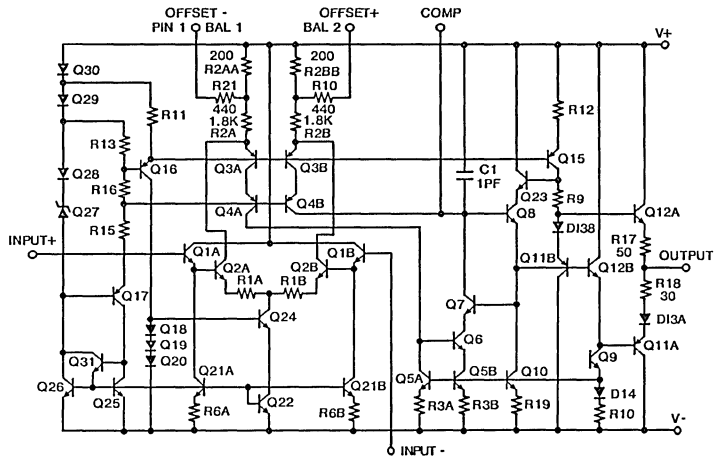 OFFSET -
PIN 1 BAL 1
OFFSET+
BAL 2
COMP
V+
Q30
Q29
R11
200
R2AA
R21
440
1.8K
R2A
200
R2BB
R10
440
1.8K
R2B
R12
R13
Q16
Q3A
Q3B
Q15
Q28
R16
Q27
R15
Q4A
Q4B
C1
1PF
Q23
Q8
R9
DI38
Q12A
INPUT+
Q1A
Q2A
R1A
R1B
Q2B
Q1B
Q11B
Q12B
R17
50
OUTPUT
R18
30
Q17
Q18
Q19
Q20
Q24
Q7
Q6
DI3A
Q11A
Q31
Q26
Q25
Q21A
Q22
Q21B
Q5A
Q5B
Q10
Q9
D14
R6A
R6B
R3A
R3B
R19
R10
V-
INPUT -